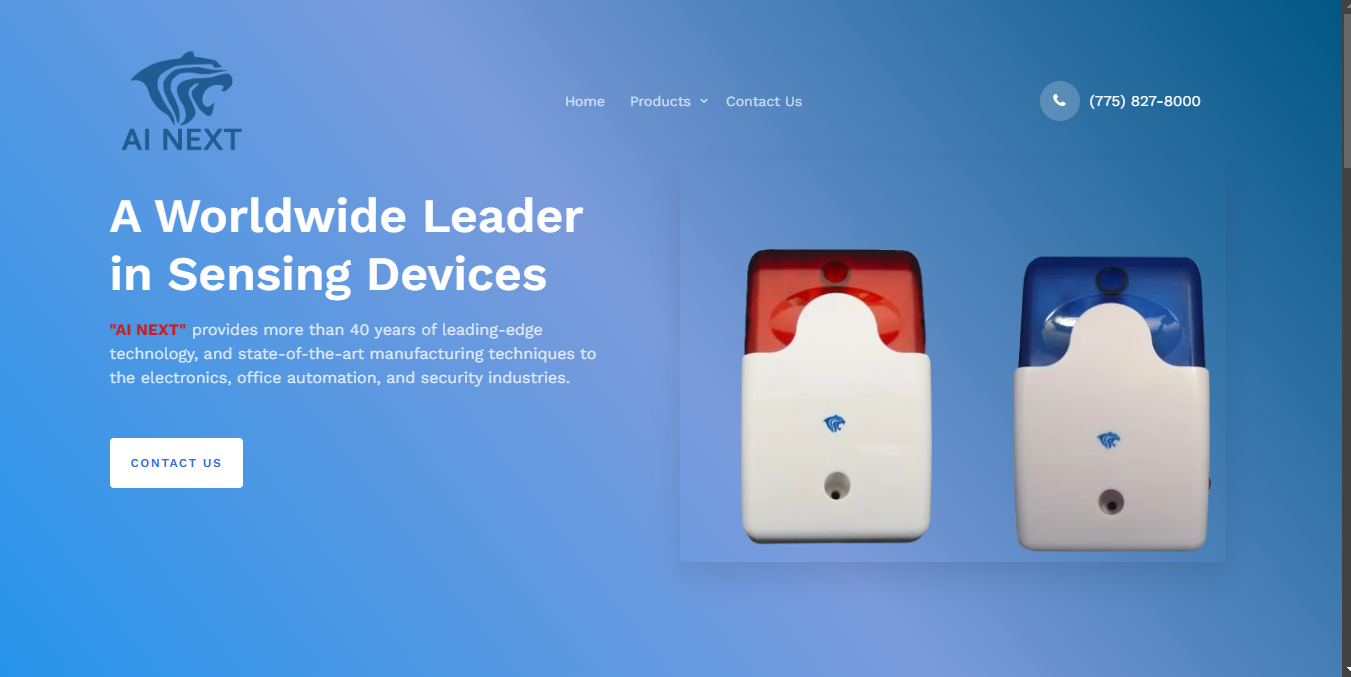 AI NEXT
Home
Products
Contact Us
(775) 827-8000
A Worldwide Leader
in Sensing Devices
"AI NEXT" provides more than 40 years of leading-edge
technology, and state-of-the-art manufacturing techniques to
the electronics, office automation, and security industries.
CONTACT US